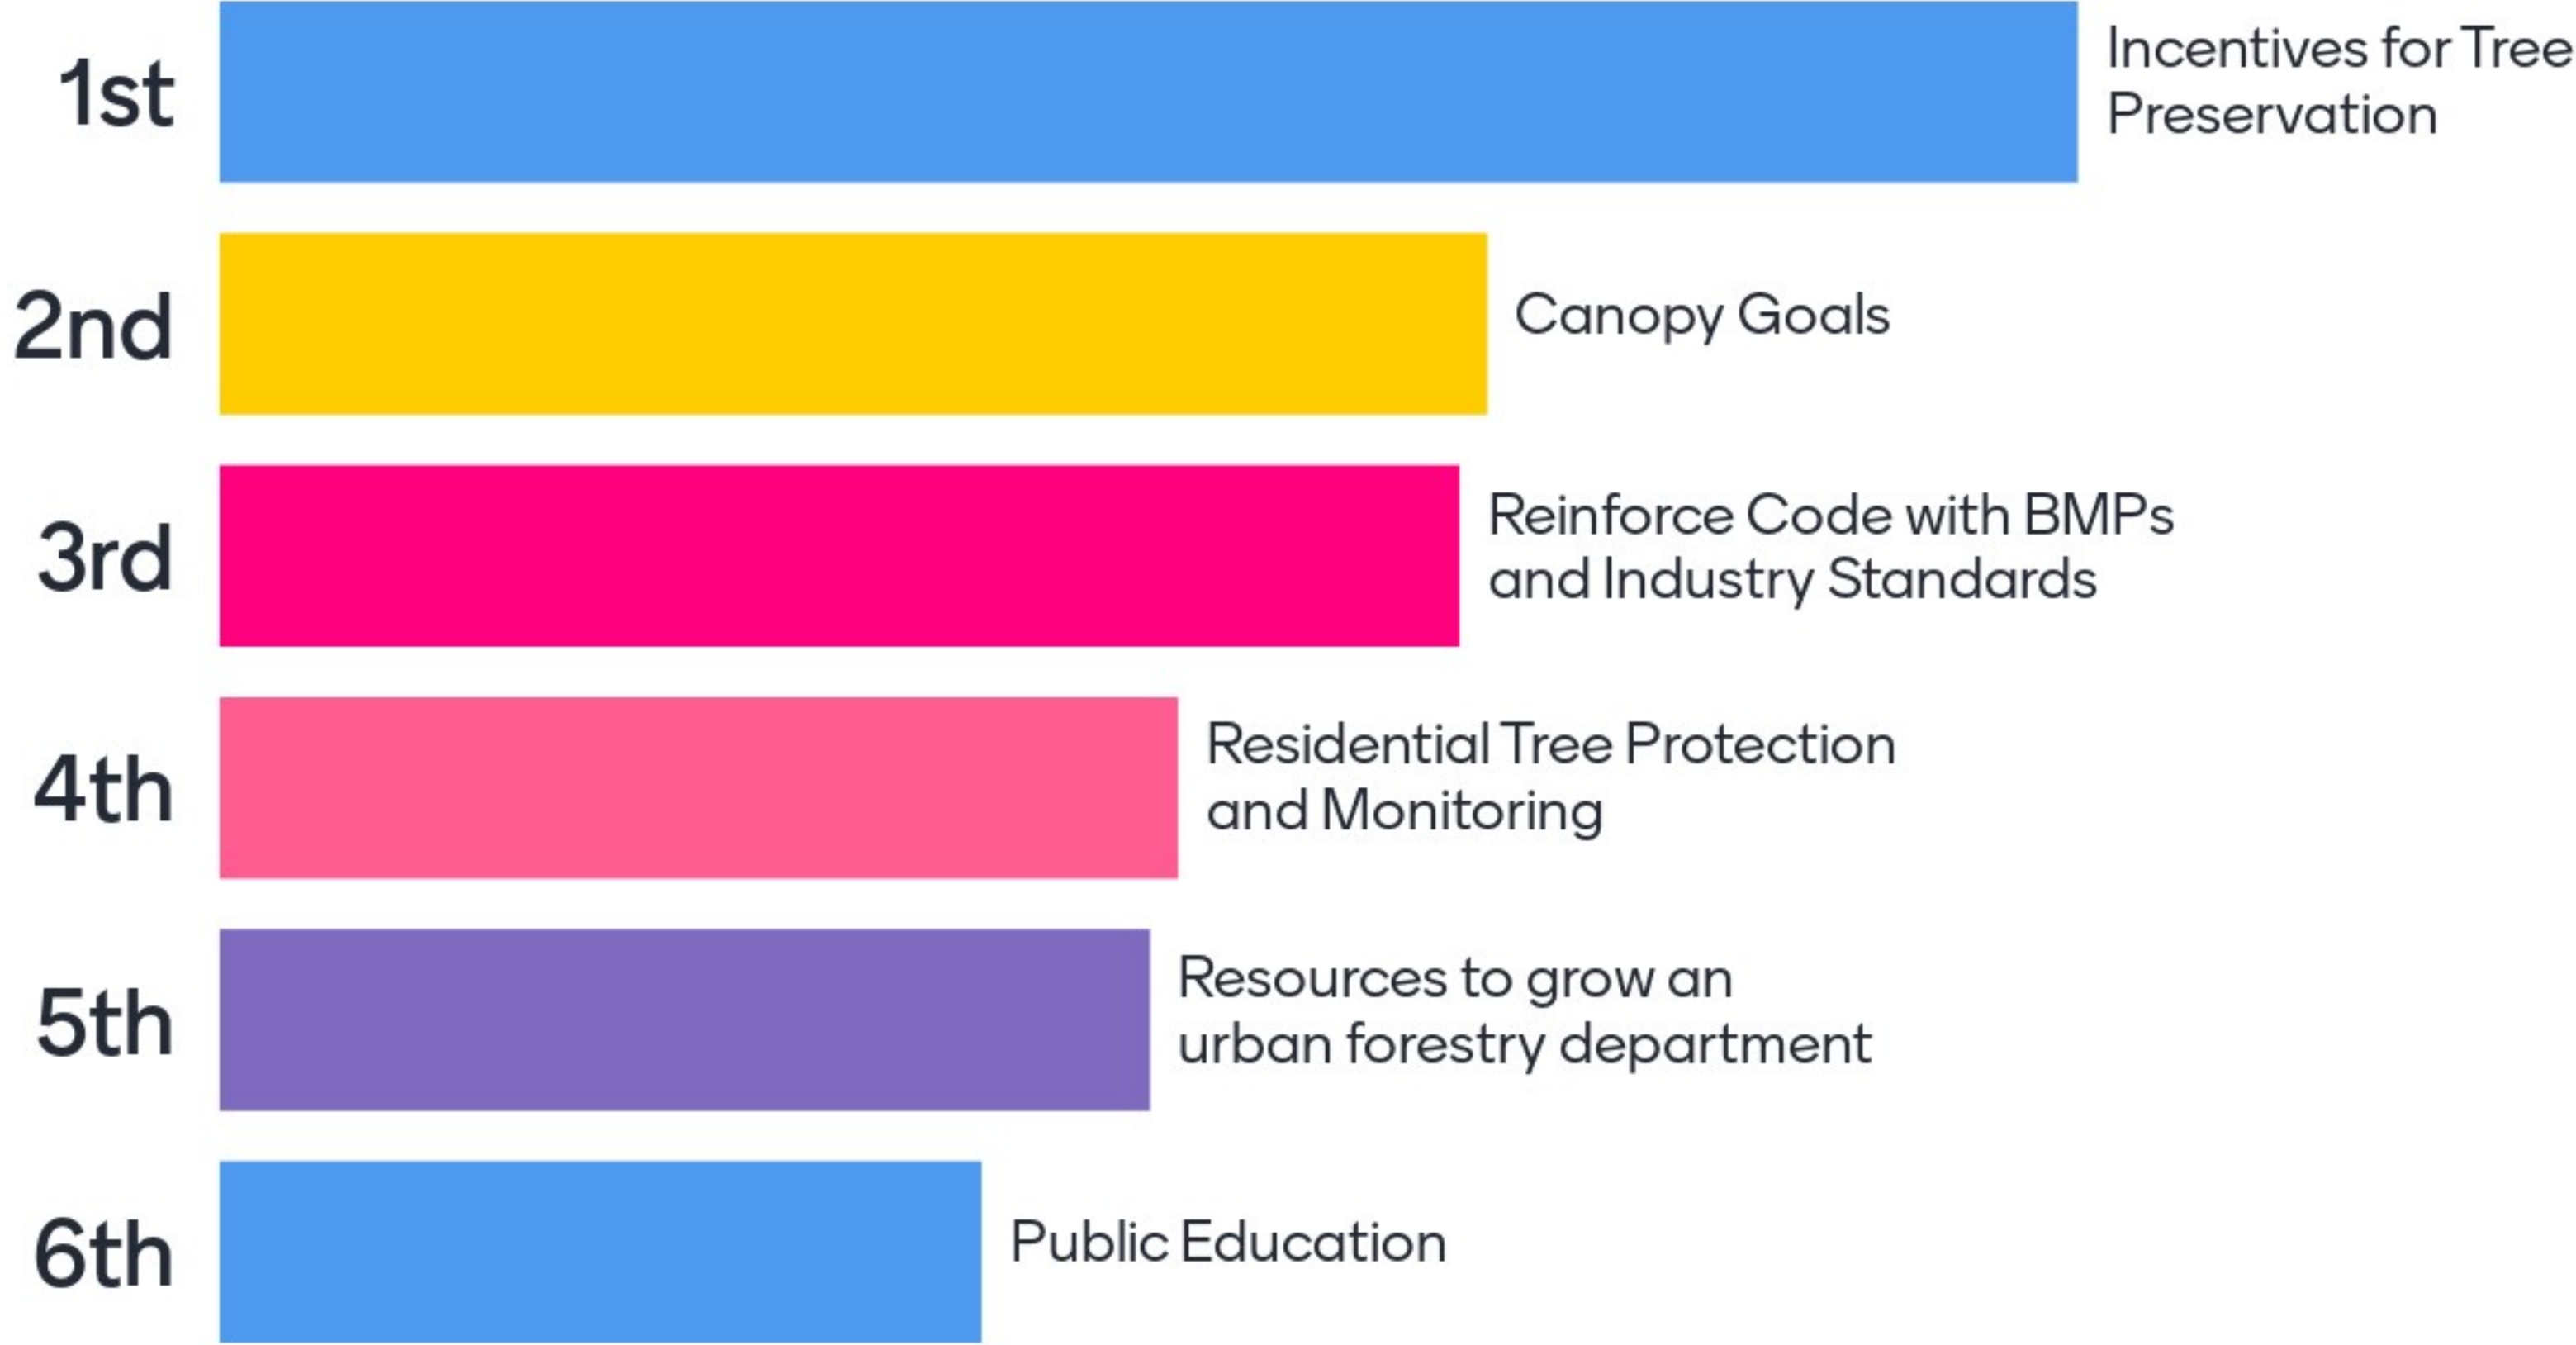 1st
Incentives for Tree
Preservation
2nd
Canopy Goals
3rd
Reinforce Code with BMPs
and Industry Standards
4th
Residential Tree Protection
and Monitoring
5th
Resources to grow an
urban forestry department
6th
Public Education